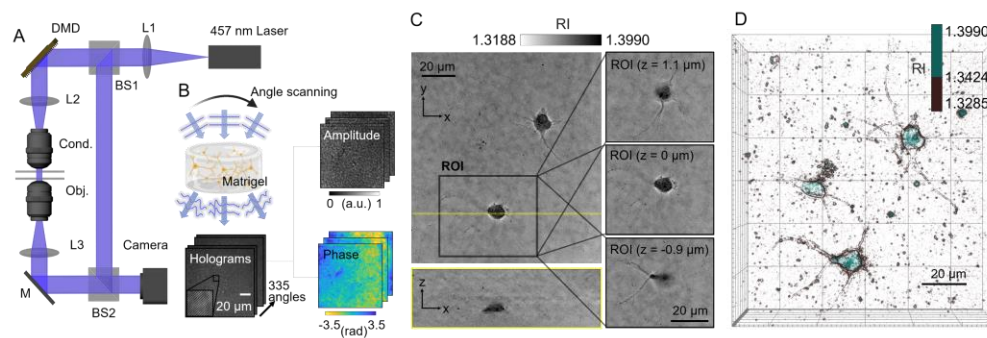 A
DMD
L1
457 nm Laser
BS1
L2
Cond.
Obj.
L3
Camera
M
BS2
B
Angle scanning
Matrigel
Amplitude
0 (a.u.) 1
Holograms
20 μm
335
angles
Phase
-3.5 (rad) 3.5
C
RI
1.3188 1.3990
20 μm
y
x
ROI
z
x
ROI (z = 1.1 μm)
ROI (z = 0 μm)
ROI (z = -0.9 μm)
20 μm
D
RI
1.3990
1.3424
1.3285
20 μm